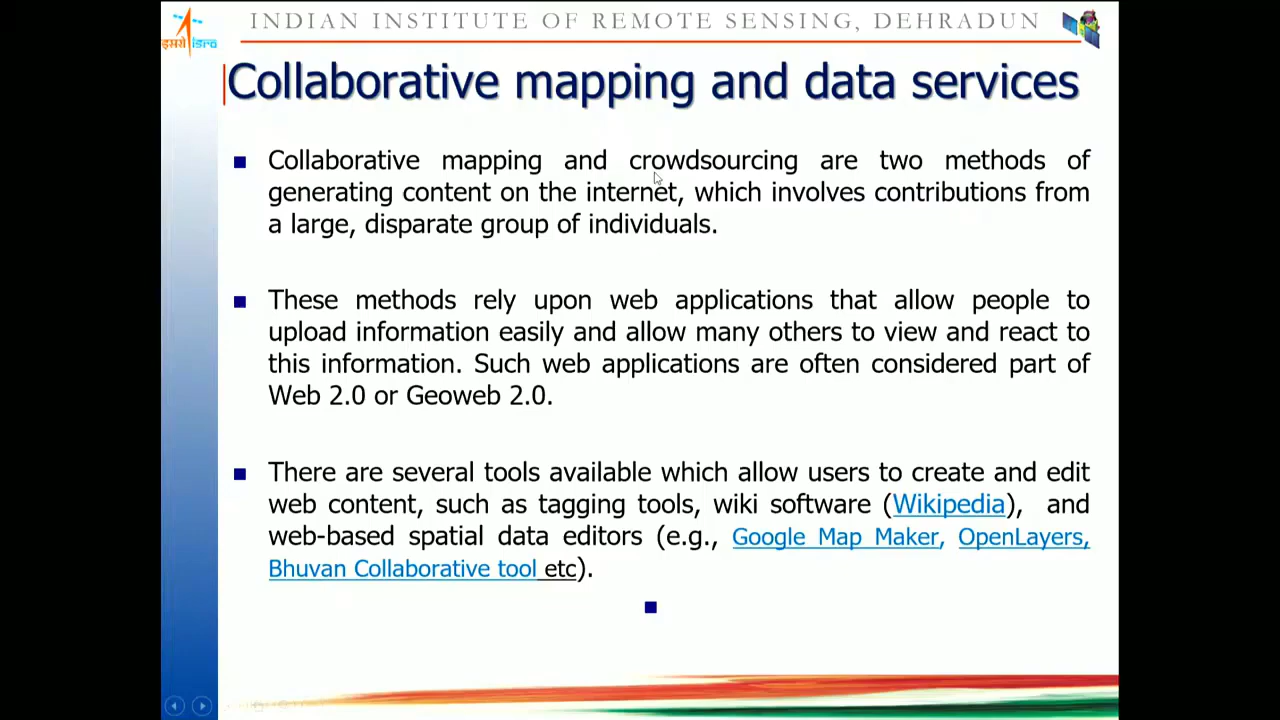 INDIAN INSTITUTE OF REMOTE SENSING, DEHRADUN
इसरो isro
Collaborative mapping and data services
Collaborative mapping and crowdsourcing are two methods of
generating content on the internet, which involves contributions from
a large, disparate group of individuals.
These methods rely upon web applications that allow people to
upload information easily and allow many others to view and react to
this information. Such web applications are often considered part of
Web 2.0 or Geoweb 2.0.
There are several tools available which allow users to create and edit
web content, such as tagging tools, wiki software (Wikipedia), and
web-based spatial data editors (e.g., Google Map Maker, OpenLayers,
Bhuvan Collaborative tool etc).